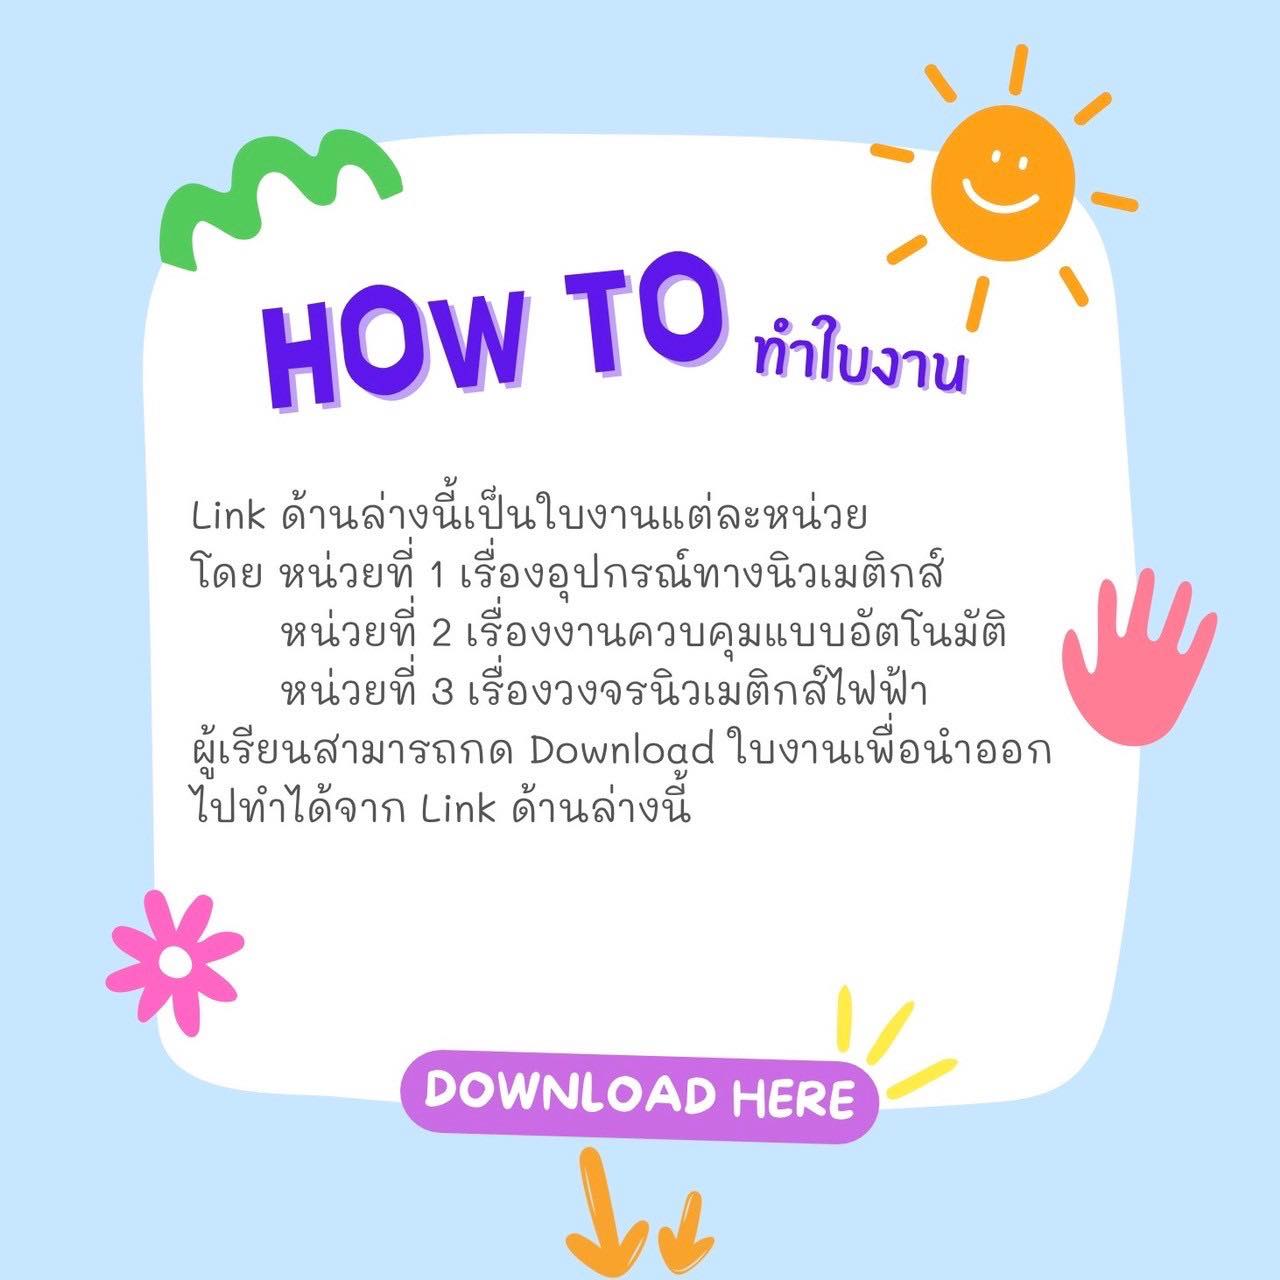 HOW TO ทำใบงาน
Link ด้านล่างนี้เป็นใบงานแต่ละหน่วย
โดย หน่วยที่ 1 เรื่องอุปกรณ์ทางนิวเมติกส์
หน่วยที่ 2 เรื่องงานควบคุมแบบอัตโนมัติ
หน่วยที่ 3 เรื่องวงจรนิวเมติกส์ไฟฟ้า
ผู้เรียนสามารถกด Download ใบงานเพื่อนำออก
ไปทำได้จาก Link ด้านล่างนี้
DOWNLOAD HERE